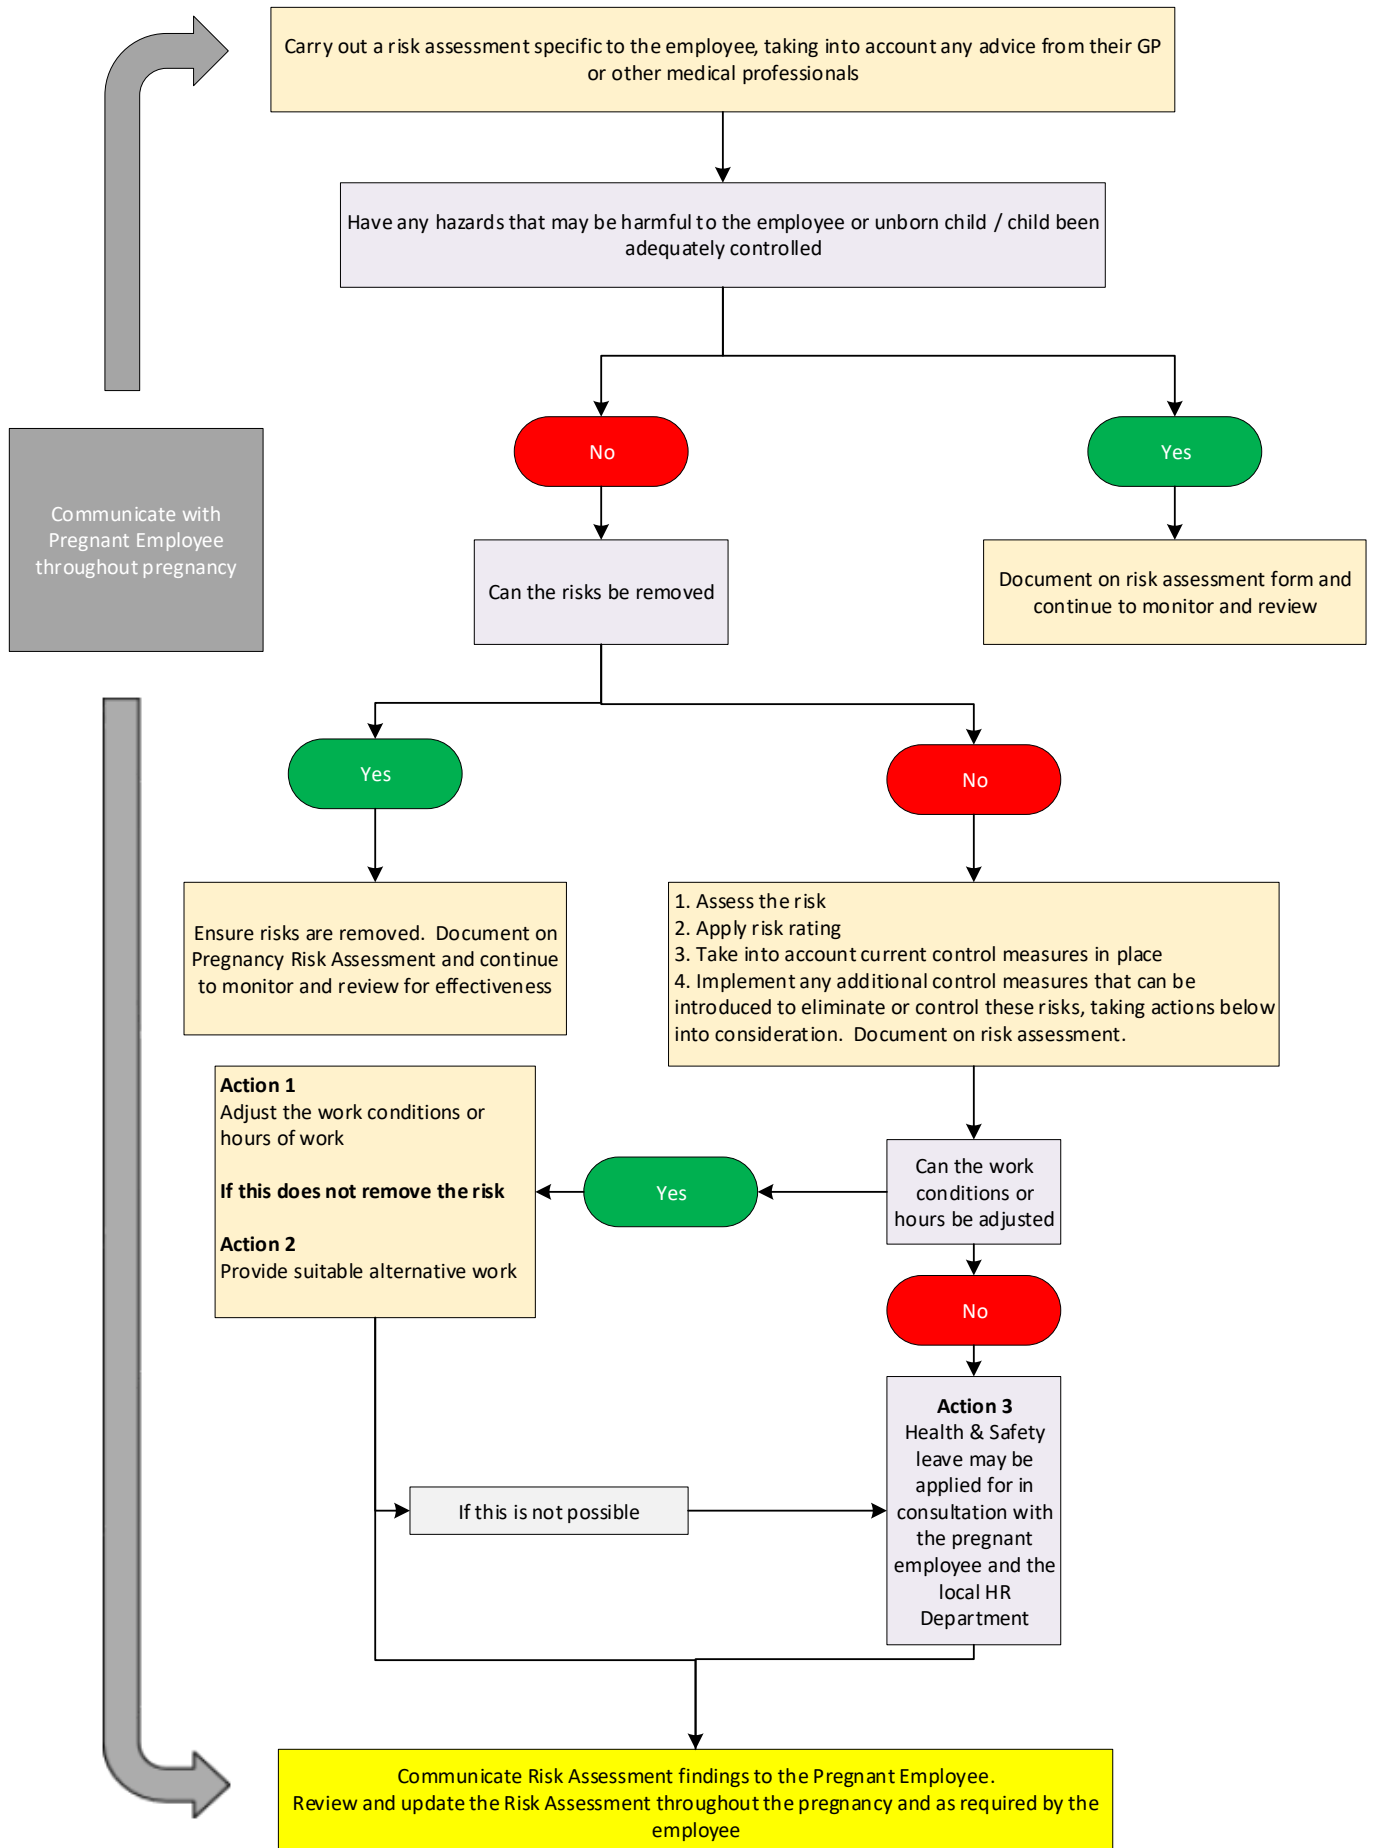 Carry out a risk assessment specific to the employee, taking into account any advice from their GP
or other medical professionals
Have any hazards that may be harmful to the employee or unborn child / child been
adequately controlled
No
Yes
Communicate with
Pregnant Employee
throughout pregnancy
Can the risks be removed
Document on risk assessment form and
continue to monitor and review
Yes
No
Ensure risks are removed. Document on
Pregnancy Risk Assessment and continue
to monitor and review for effectiveness
1. Assess the risk
2. Apply risk rating
3. Take into account current control measures in place
4. Implement any additional control measures that can be
introduced to eliminate or control these risks, taking actions below
into consideration. Document on risk assessment.
Action 1
Adjust the work conditions or
hours of work
If this does not remove the risk
Action 2
Provide suitable alternative work
Yes
Can the work
conditions or
hours be adjusted
No
Action 3
Health & Safety
leave may be
applied for in
consultation with
the pregnant
employee and the
local HR
Department
If this is not possible
Communicate Risk Assessment findings to the Pregnant Employee.
Review and update the Risk Assessment throughout the pregnancy and as required by the
employee